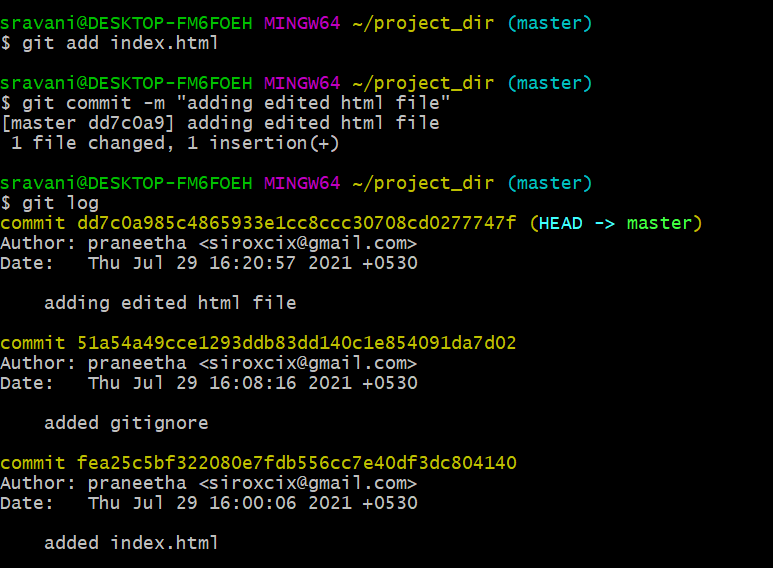 sravani@DESKTOP-FM6FOEH MINGW64 ~/project_dir (master)
$ git add index.html
sravani@DESKTOP-FM6FOEH MINGW64 ~/project_dir (master)
$ git commit -m "adding edited html file"
[master dd7c0a9] adding edited html file
 1 file changed, 1 insertion(+)
sravani@DESKTOP-FM6FOEH MINGW64 ~/project_dir (master)
$ git log
commit dd7c0a985c4865933e1cc8ccc30708cd0277747f (HEAD -> master)
Author: praneetha <siroxcix@gmail.com>
Date:   Thu Jul 29 16:20:57 2021 +0530
    adding edited html file
commit 51a54a49cce1293ddb83dd140c1e854091da7d02
Author: praneetha <siroxcix@gmail.com>
Date:   Thu Jul 29 16:08:16 2021 +0530
    added gitignore
commit fea25c5bf322080e7fdb556cc7e40df3dc804140
Author: praneetha <siroxcix@gmail.com>
Date:   Thu Jul 29 16:00:06 2021 +0530
    added index.html